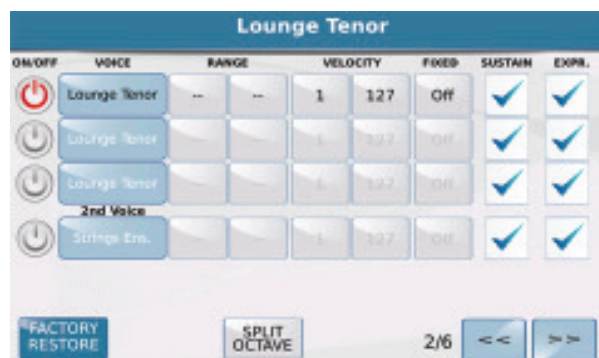 Lounge Tenor
ON/OFF VOICE RANGE VELOCITY FIXED SUSTAIN EXPR.
Lounge Tenor -- -- 1 127 Off
Lounge Tenor -- -- 1 127 Off
Lounge Tenor -- -- 1 127 Off
2nd Voice
Strings Ens. -- -- 1 127 Off
FACTORY RESTORE SPLIT OCTAVE 2/6 << >>